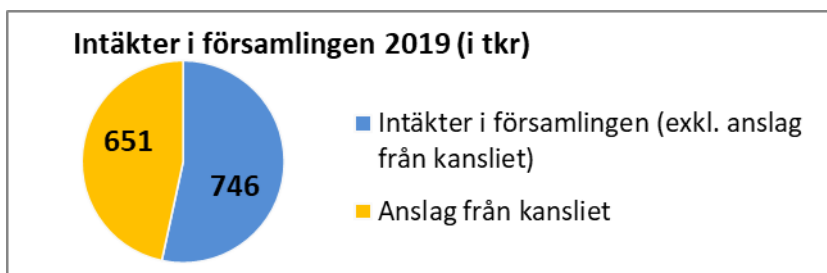 Intäkter i församlingen 2019 (i tkr)
651
746
Intäkter i församlingen (exkl. anslag
från kansliet)
Anslag från kansliet